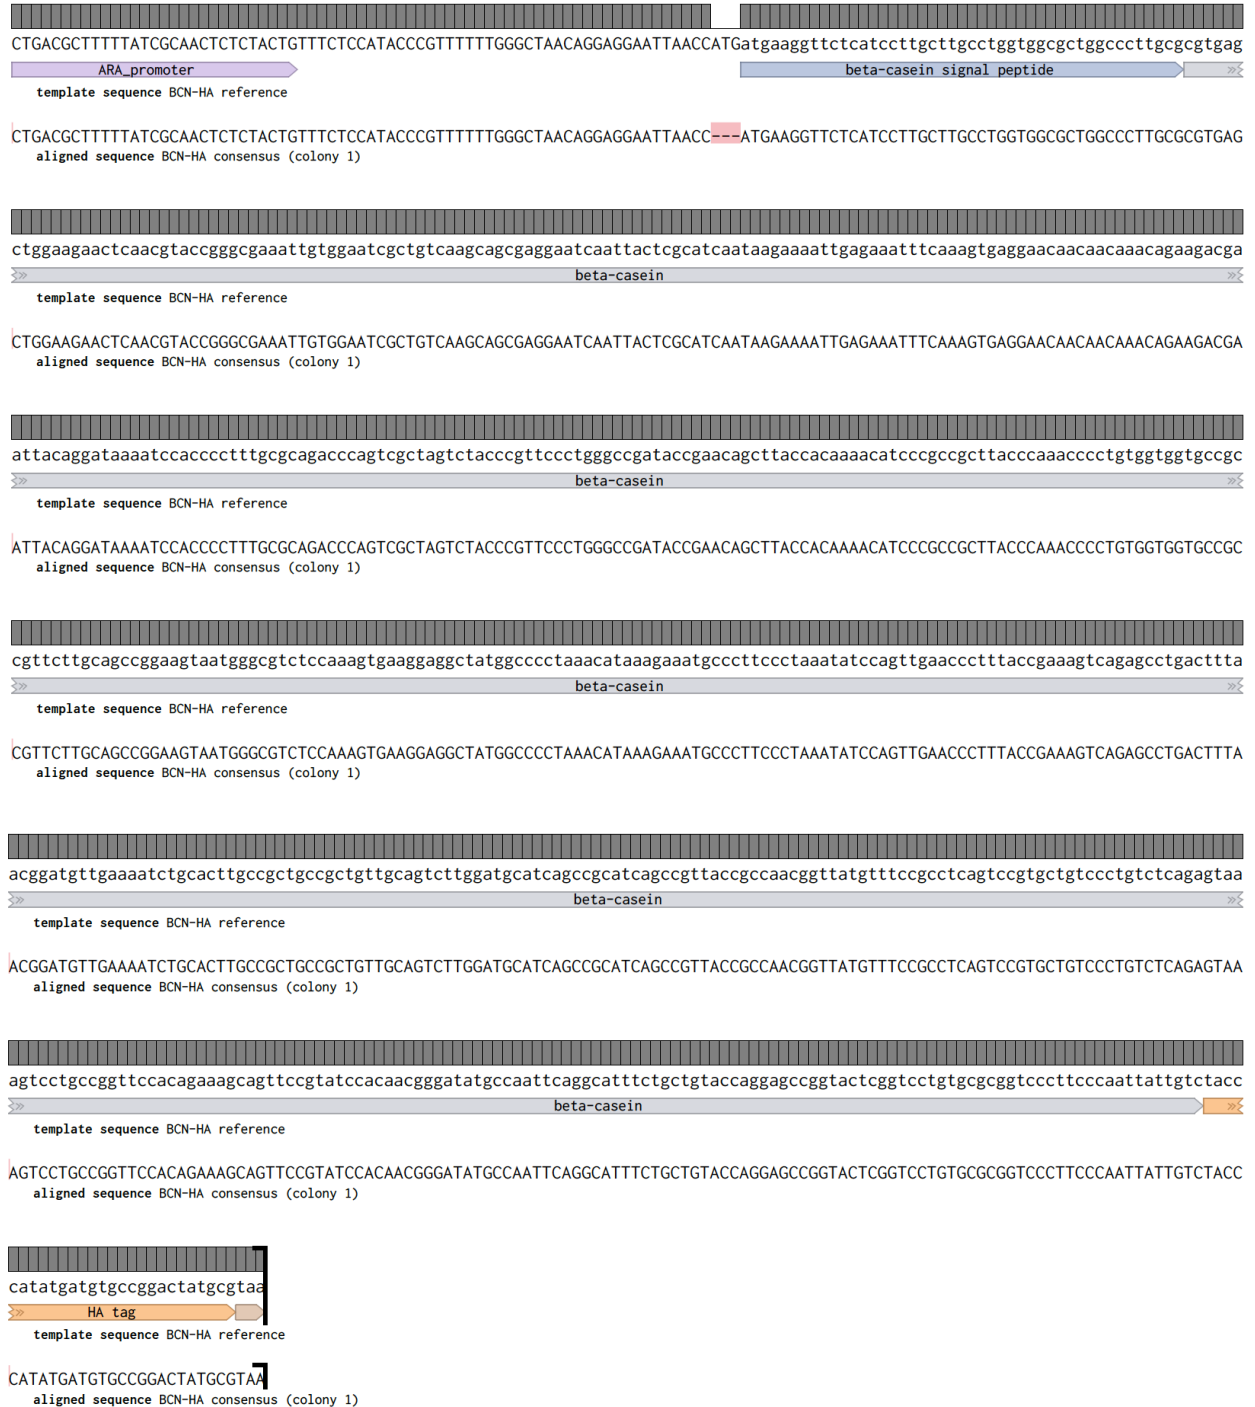 CTGACGCTTTTTATCGCAACTCTCTACTGTTTCTCCATACCCGTTTTTTTGGGCTAACAGGAGGAATTAACCATGatgaaggttctcatccttgcttgcctggtggcgctggcccttgcgcgtgag
ARA_promoter beta-casein signal peptide
template sequence BCN-HA reference
CTGACGCTTTTTATCGCAACTCTCTACTGTTTCTCCATACCCGTTTTTTTGGGCTAACAGGAGGAATTAACC---ATGAAGGTTCTCATCCTTGCTTGCCTGGTGGCGCTGGCCCTTGCGCGTGAG
aligned sequence BCN-HA consensus (colony 1)
ctggaagaactcaacgtaccgggcgaaattgtggaatcgctgtcaagcagcgaggaatcaattactcgcatcaataagaaaattgagaaatttcaaagtgaggaacaacaacaaacagaagacga
beta-casein
template sequence BCN-HA reference
CTGGAAGAACTCAACGTACCGGGCGAAATTGTGGAATCGCTGTCAAGCAGCGAGGAATCAATTACTCGCATCAATAAGAAAATTGAGAAATTTCAAAGTGAGGAACAACAACAAACAGAAGACGA
aligned sequence BCN-HA consensus (colony 1)
attacaggataaaatccacccctttgcgcagacccagtcgctagtctacccgttccctgggccgataccgaacagcttaccacaaaacatcccgccgcttacccaaacccctgtggtggtgccgc
beta-casein
template sequence BCN-HA reference
ATTACAGGATAAAATCCACCCCTTTGCGCAGACCCAGTCGCTAGTCTACCCGTTCCCTGGGCCGATACCGAACAGCTTACCACAAAACATCCCGCCGCTTACCCAAACCCCTGTGGTGGTGCCGC
aligned sequence BCN-HA consensus (colony 1)
cgttcttgcagccggaagtaatgggcgtctccaaagtgaaggaggctatggcccctaaacataaagaaatgcccttccctaaatatccagttgaaccctttaccgaaagtcagagcctgacttta
beta-casein
template sequence BCN-HA reference
CGTTCTTGCAGCCGGAAGTAATGGGCGTCTCCAAAGTGAAGGAGGCTATGGCCCCTAAACATAAAGAAATGCCCTTCCCTAAATATCCAGTTGAACCCTTTACCGAAAGTCAGAGCCTGACTTTA
aligned sequence BCN-HA consensus (colony 1)
acggatgttgaaaatctgcacttgccgctgccgctgttgcagtcttggatgcatcagccgcatcagccgttaccgccaacggttatgtttccgcctcagtccgtgctgtccctgtctcagagtaa
beta-casein
template sequence BCN-HA reference
ACGGATGTTGAAAATCTGCACTTGCCGCTGCCGCTGTTGCAGTCTTGGATGCATCAGCCGCATCAGCCGTTACCGCCAACGGTTATGTTTCCGCCTCAGTCCGTGCTGTCCCTGTCTCAGAGTAA
aligned sequence BCN-HA consensus (colony 1)
agtcctgccggttccacagaaagcagttccgtatccacaacgggatatgccaattcaggcatttctgctgtaccaggagccggtactcggtcctgtgcgcggtcccttcccaattattgtctacc
beta-casein
template sequence BCN-HA reference
AGTCCTGCCGGTTCCACAGAAAGCAGTTCCGTATCCACAACGGGATATGCCAATTCAGGCATTTCTGCTGTACCAGGAGCCGGTACTCGGTCCTGTGCGCGGTCCCTTCCCAATTATTGTCTACC
aligned sequence BCN-HA consensus (colony 1)
catatgatgtgccggactatgcgtaa
HA tag
template sequence BCN-HA reference
CATATGATGTGCCGGACTATGCGTAA
aligned sequence BCN-HA consensus (colony 1)